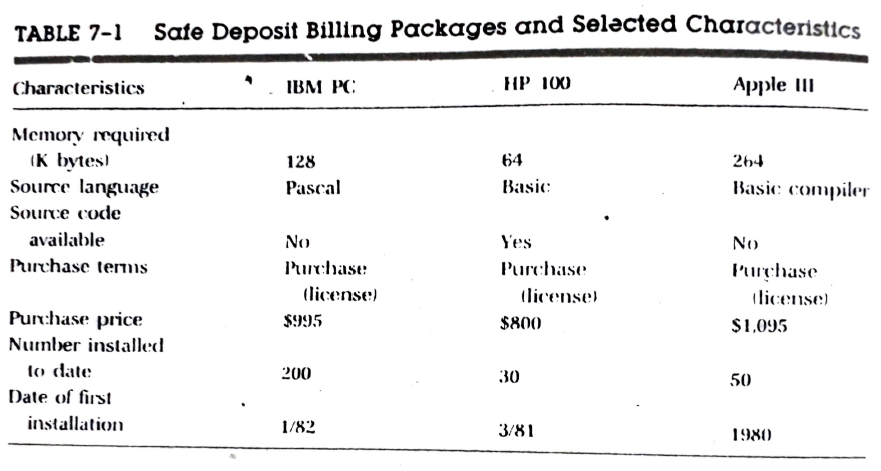 TABLE 7-1 Safe Deposit Billing Packages and Selected Characteristics
Characteristics IBM PC HP 100 Apple III
Memory required
(K bytes) 128 64 264
Source language Pascal Basic Basic compiler
Source code
available No Yes No
Purchase terms Purchase Purchase Purchase
(license) (license) (license)
Purchase price $995 $800 $1,095
Number installed
to date 200 30 50
Date of first
installation 1/82 3/81 1980